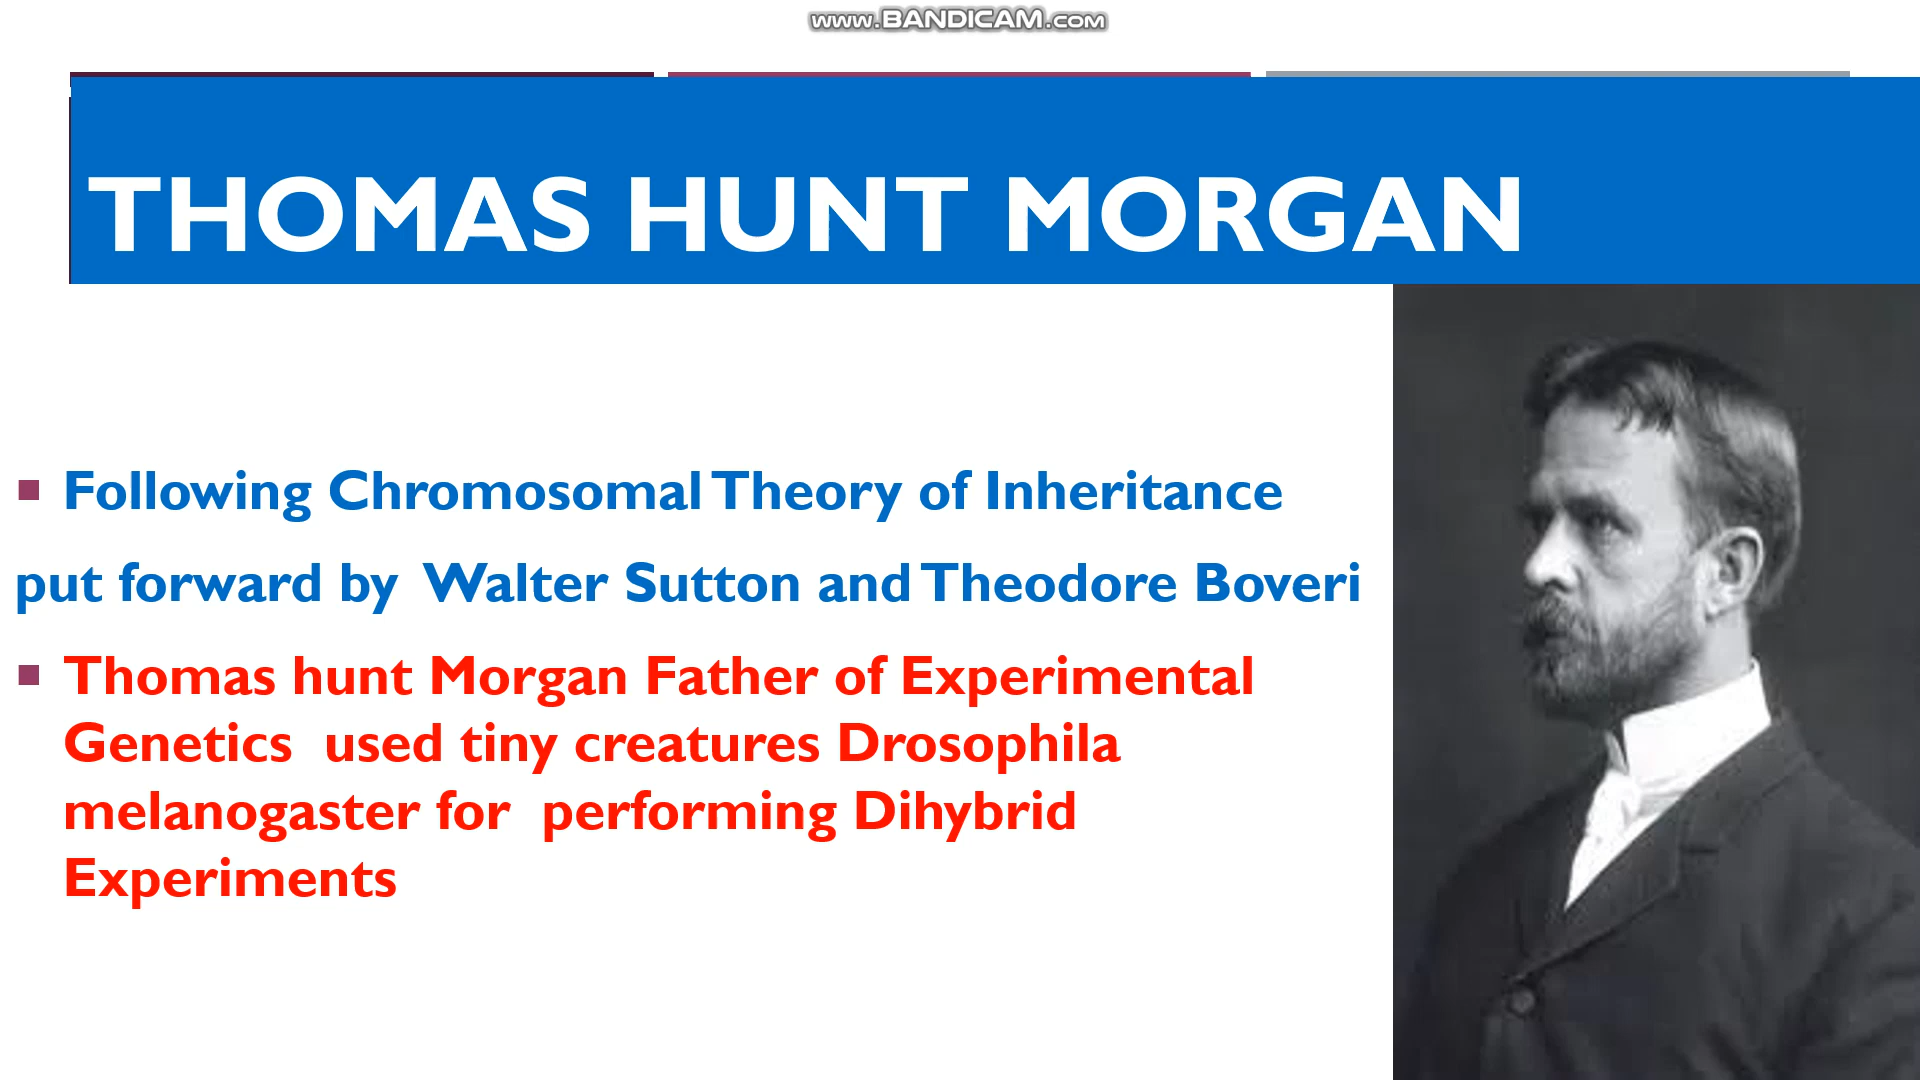 www.BANDICAM.com
THOMAS HUNT MORGAN
Following Chromosomal Theory of Inheritance
put forward by Walter Sutton and Theodore Boveri
Thomas hunt Morgan Father of Experimental
Genetics used tiny creatures Drosophila
melanogaster for performing Dihybrid
Experiments